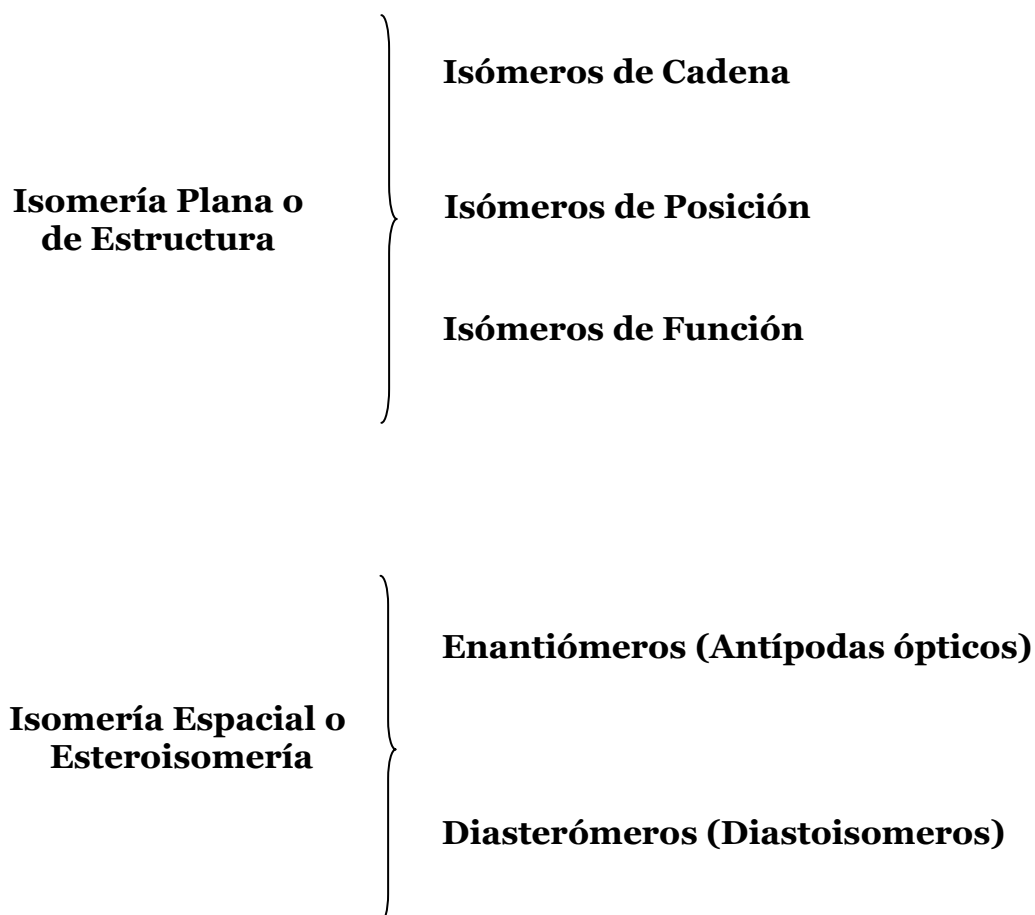 Isómeros de Cadena
Isomería Plana o
de Estructura
Isómeros de Posición
Isómeros de Función
Enantiómeros (Antípodas ópticos)
Isomería Espacial o
Esteroisomería
Diasterómeros (Diastoisomeros)